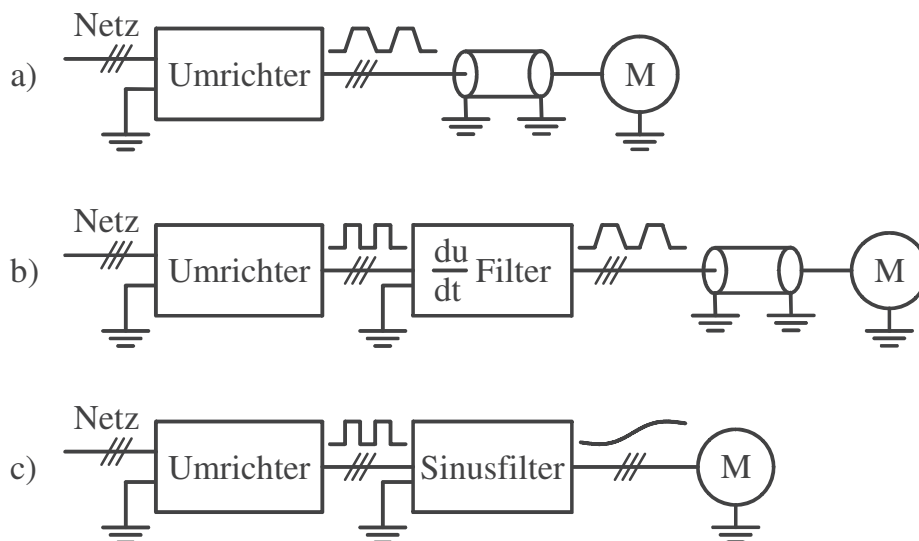 Netz
a) Umrichter M
Netz
b) Umrichter du/dt Filter M
Netz
c) Umrichter Sinusfilter M